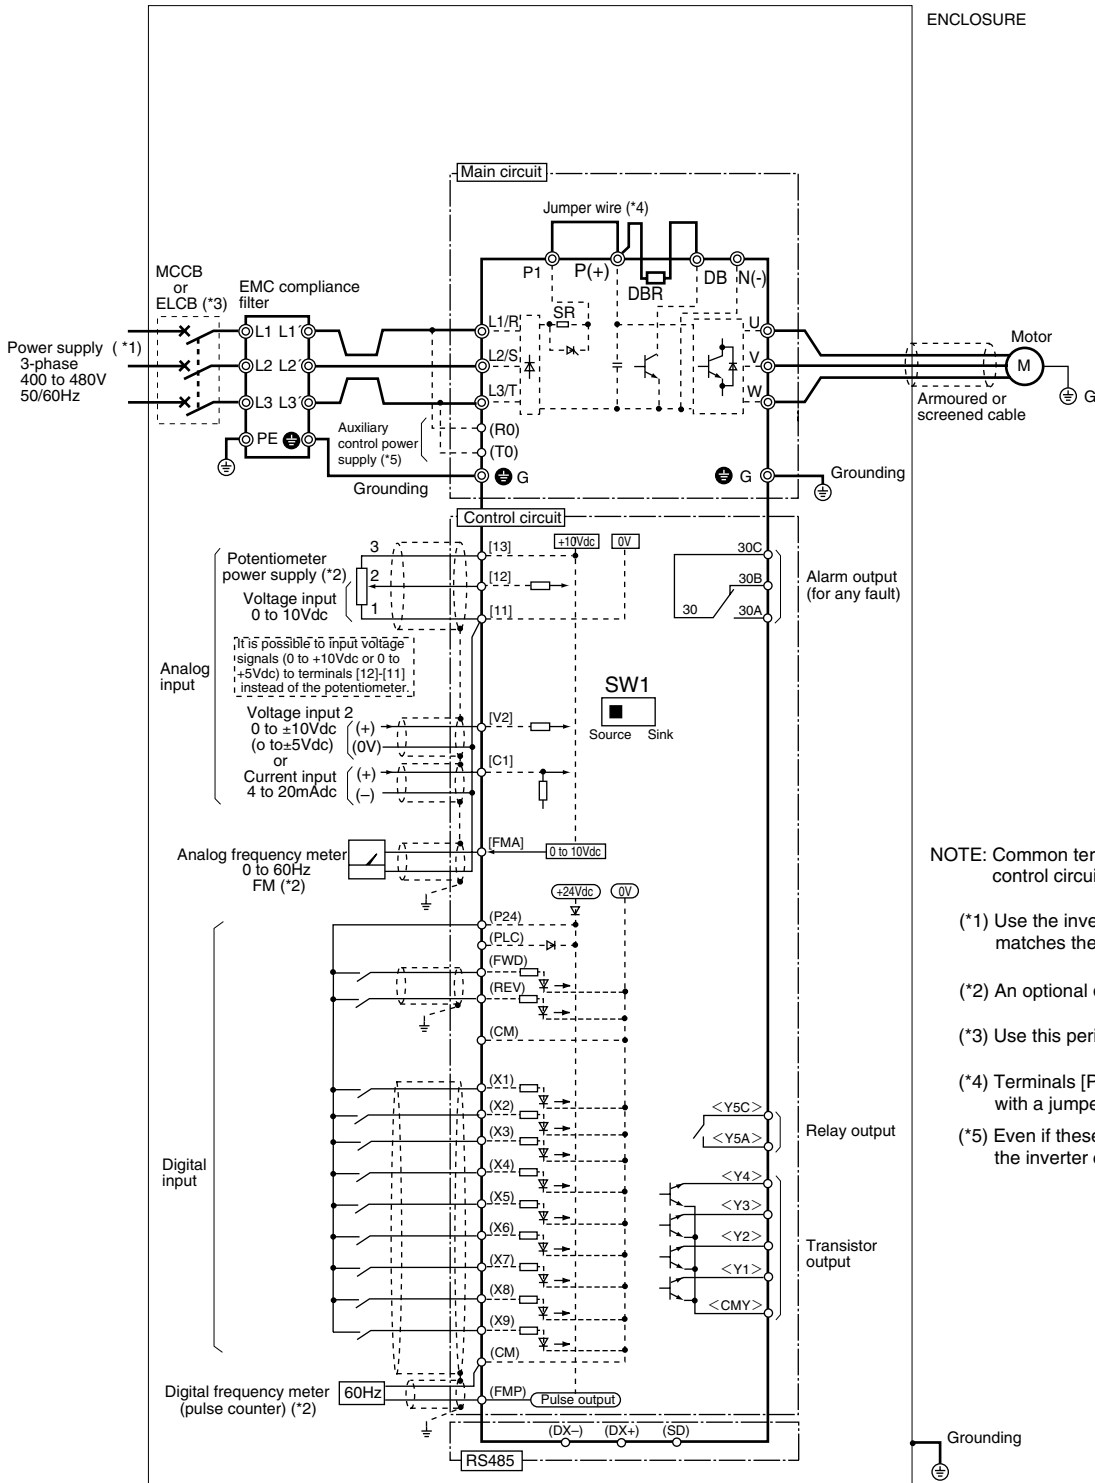 ENCLOSURE
Main circuit
Jumper wire (*4)
P1
P(+)
DBR
DB
N(-)
MCCB
or
ELCB (*3)
EMC compliance
filter
Power supply (*1)
3-phase
400 to 480V
50/60Hz
L1 L1´
L2 L2´
L3 L3´
PE
L1/R
L2/S
L3/T
SR
U
V
W
Motor
M
G
Armoured or
screened cable
Auxiliary
control power
supply (*5)
(R0)
(T0)
G
G
Grounding
Grounding
Control circuit
Potentiometer
power supply (*2)
Voltage input
0 to 10Vdc
3
2
1
[13]
[12]
[11]
+10Vdc
0V
30C
30B
30
30A
Alarm output
(for any fault)
It is possible to input voltage
signals (0 to +10Vdc or 0 to
+5Vdc) to terminals [12]-[11]
instead of the potentiometer.
Analog
input
SW1
Source Sink
Voltage input 2
0 to ±10Vdc
(o to±5Vdc)
or
Current input
4 to 20mAdc
(+)
(0V)
(+)
(–)
[V2]
[C1]
Analog frequency meter
0 to 60Hz
FM (*2)
[FMA]
0 to 10Vdc
+24Vdc
0V
(P24)
(PLC)
(FWD)
(REV)
(CM)
(X1)
(X2)
(X3)
(X4)
(X5)
(X6)
(X7)
(X8)
(X9)
(CM)
Digital
input
<Y5C>
<Y5A>
Relay output
<Y4>
<Y3>
<Y2>
<Y1>
<CMY>
Transistor
output
Digital frequency meter
(pulse counter) (*2)
60Hz
(FMP)
Pulse output
(DX–) (DX+) (SD)
RS485
Grounding
NOTE: Common ter
control circui
(*1) Use the inve
matches the
(*2) An optional
(*3) Use this peri
(*4) Terminals [P
with a jumpe
(*5) Even if these
the inverter